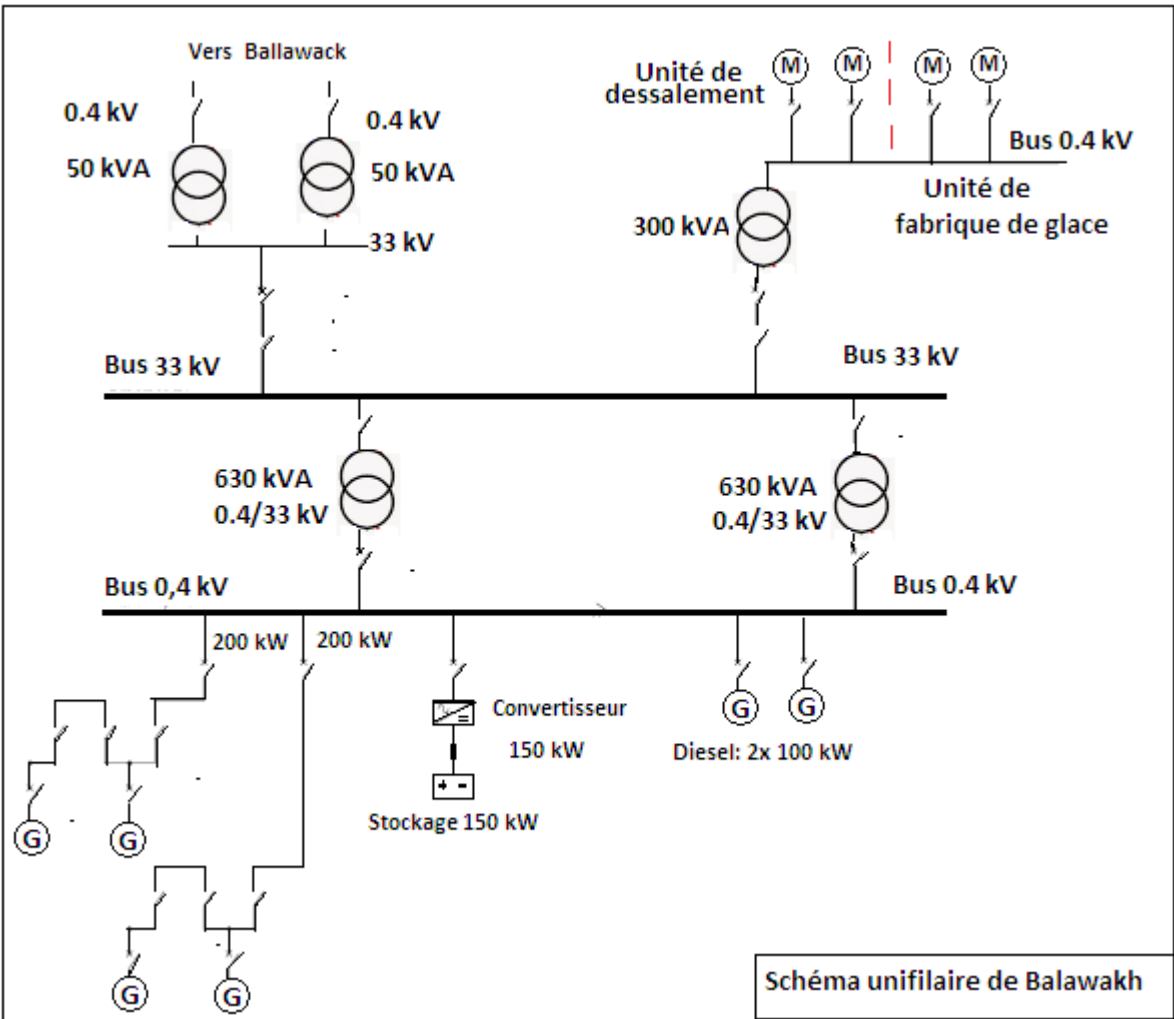 Vers Ballawack
0.4 kV
0.4 kV
50 kVA
50 kVA
33 kV
Unité de
dessalement
M
M
M
M
Bus 0.4 kV
Unité de
fabrique de glace
300 kVA
Bus 33 kV
Bus 33 kV
630 kVA
0.4/33 kV
630 kVA
0.4/33 kV
Bus 0,4 kV
Bus 0.4 kV
200 kW
200 kW
G
G
G
G
Convertisseur
150 kW
+ -
Stockage 150 kW
G
G
Diesel: 2x 100 kW
Schéma unifilaire de Balawakh